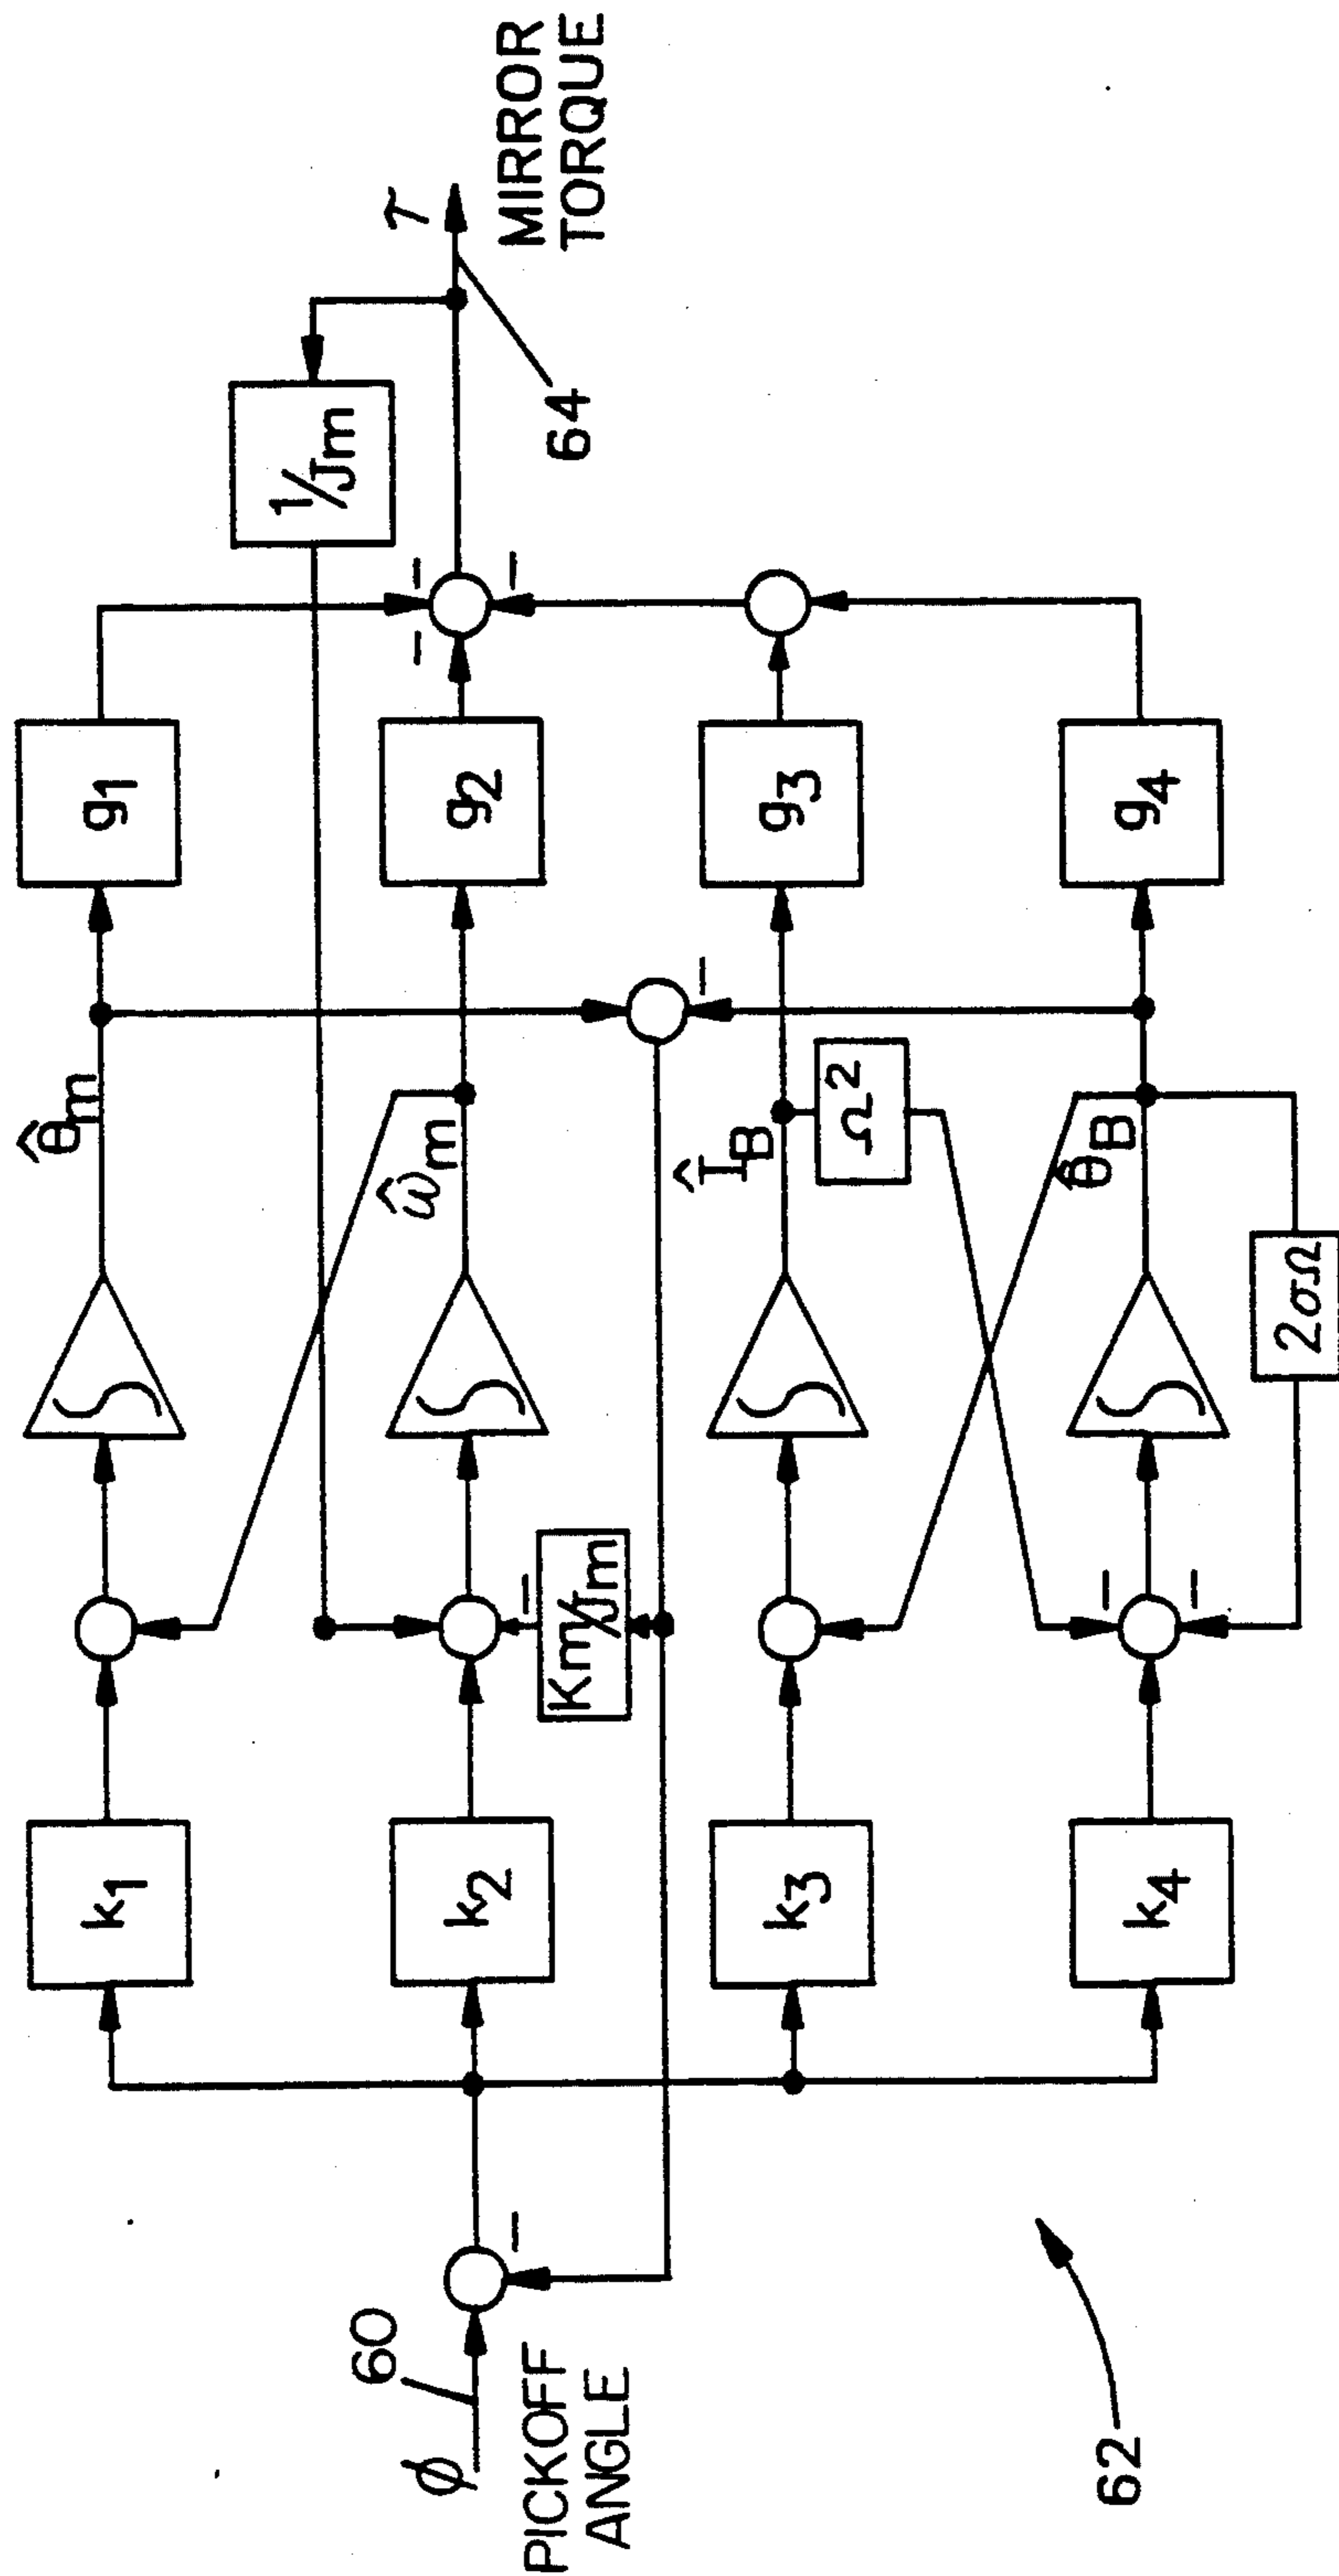 ϕ
60
PICKOFF
ANGLE
62
k1
k2
k3
k4
Km/Jm
θ̂m
ω̂m
ÎB
θ̂B
Ω²
2σΩ
g1
g2
g3
g4
1/Jm
τ̂
64
MIRROR
TORQUE
−
−
−
−
−
−
−
−
−